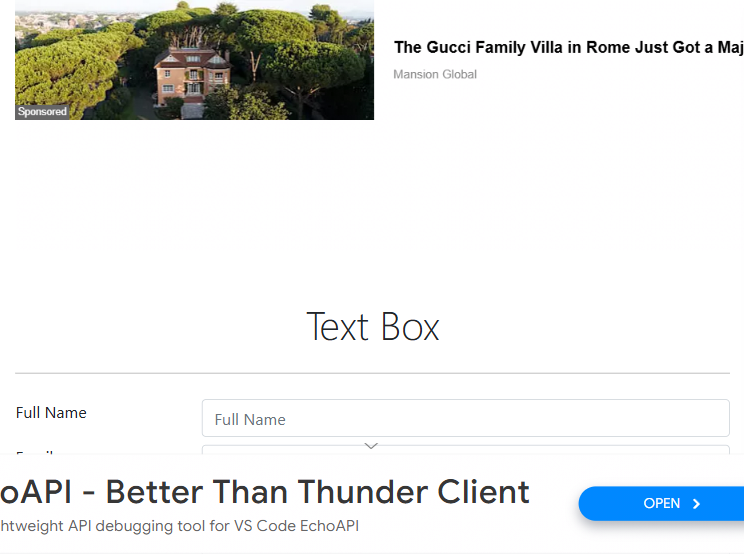 The Gucci Family Villa in Rome Just Got a Maj
Mansion Global
Sponsored
Text Box
Full Name
Full Name
oAPI - Better Than Thunder Client
htweight API debugging tool for VS Code EchoAPI
OPEN